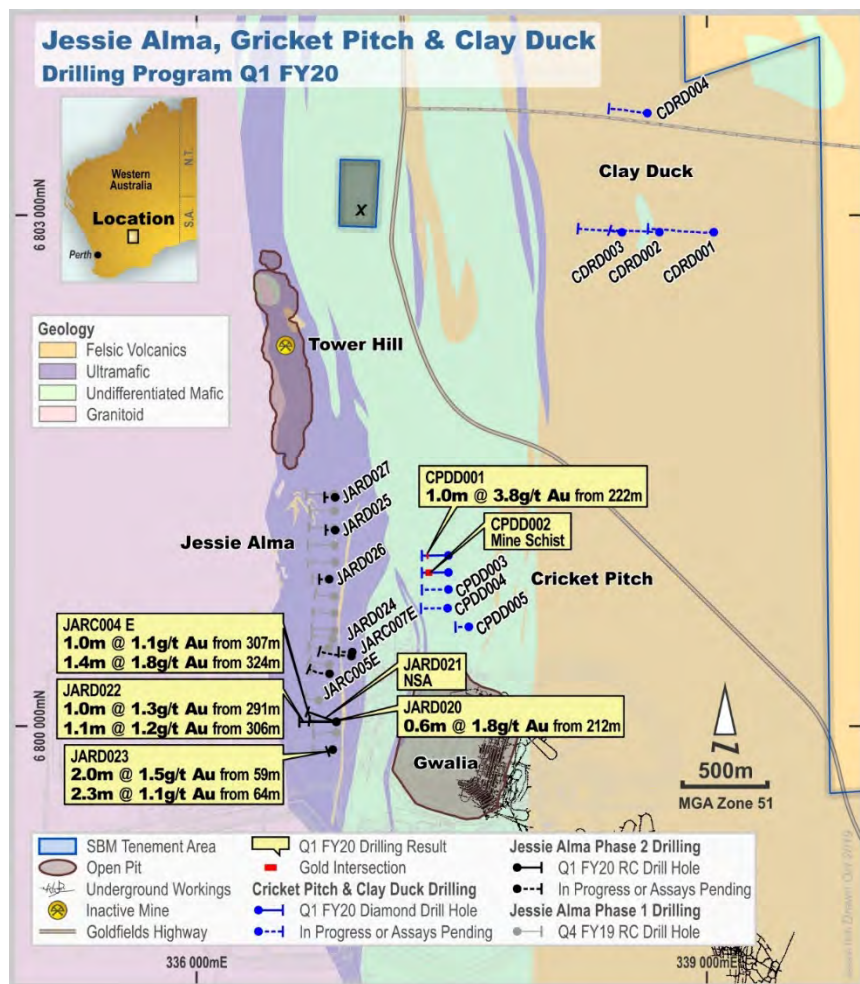 Jessie Alma, Gricket Pitch & Clay Duck
Drilling Program Q1 FY20
Western
Australia
N.T.
S.A.
Location
Perth
6 803 000mN
CDRD004
Clay Duck
CDRD003
CDRD002
CDRD001
X
Geology
Felsic Volcanics
Ultramafic
Undifferentiated Mafic
Granitoid
Tower Hill
JARD027
JARD025
Jessie Alma
JARD026
JARD024
JARC007E
JARC005E
CPDD001
1.0m @ 3.8g/t Au from 222m
CPDD002
Mine Schist
CPDD003
CPDD004
Cricket Pitch
CPDD005
JARC004 E
1.0m @ 1.1g/t Au from 307m
1.4m @ 1.8g/t Au from 324m
JARD021
NSA
JARD022
1.0m @ 1.3g/t Au from 291m
1.1m @ 1.2g/t Au from 306m
JARD020
0.6m @ 1.8g/t Au from 212m
6 800 000mN
JARD023
2.0m @ 1.5g/t Au from 59m
2.3m @ 1.1g/t Au from 64m
Gwalia
N
500m
MGA Zone 51
SBM Tenement Area
Open Pit
Underground Workings
Inactive Mine
Goldfields Highway
Q1 FY20 Drilling Result
Gold Intersection
Cricket Pitch & Clay Duck Drilling
Q1 FY20 Diamond Drill Hole
In Progress or Assays Pending
Jessie Alma Phase 2 Drilling
Q1 FY20 RC Drill Hole
In Progress or Assays Pending
Jessie Alma Phase 1 Drilling
Q4 FY19 RC Drill Hole
336 000mE
339 000mE